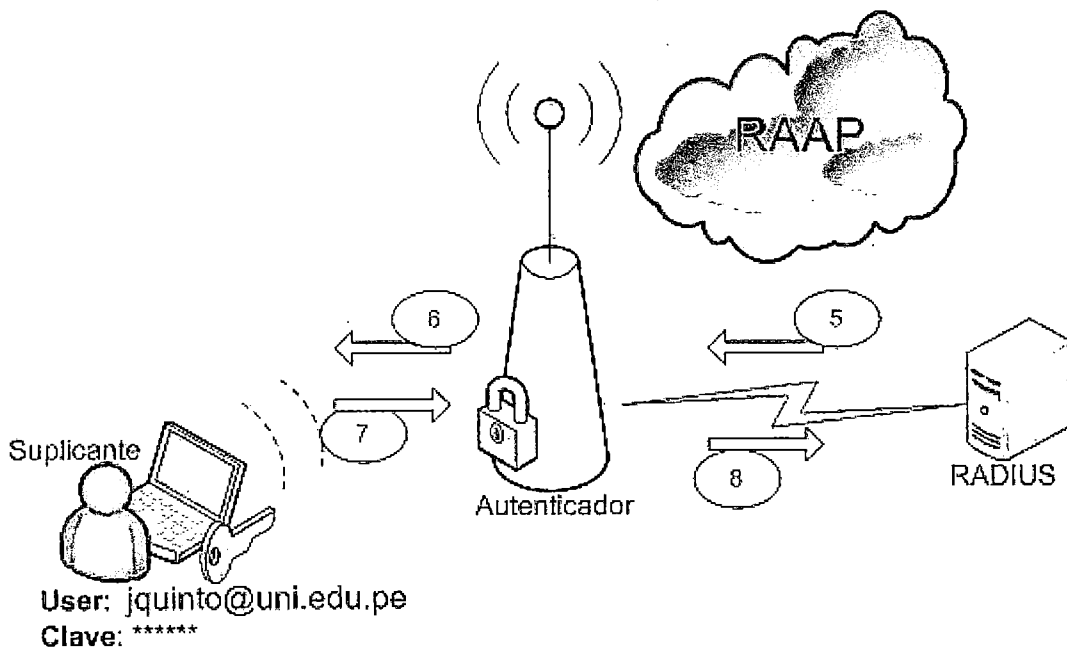 RAAP
6
5
7
8
Suplicante
Autenticador
RADIUS
User: jquinto@uni.edu.pe
Clave: ******